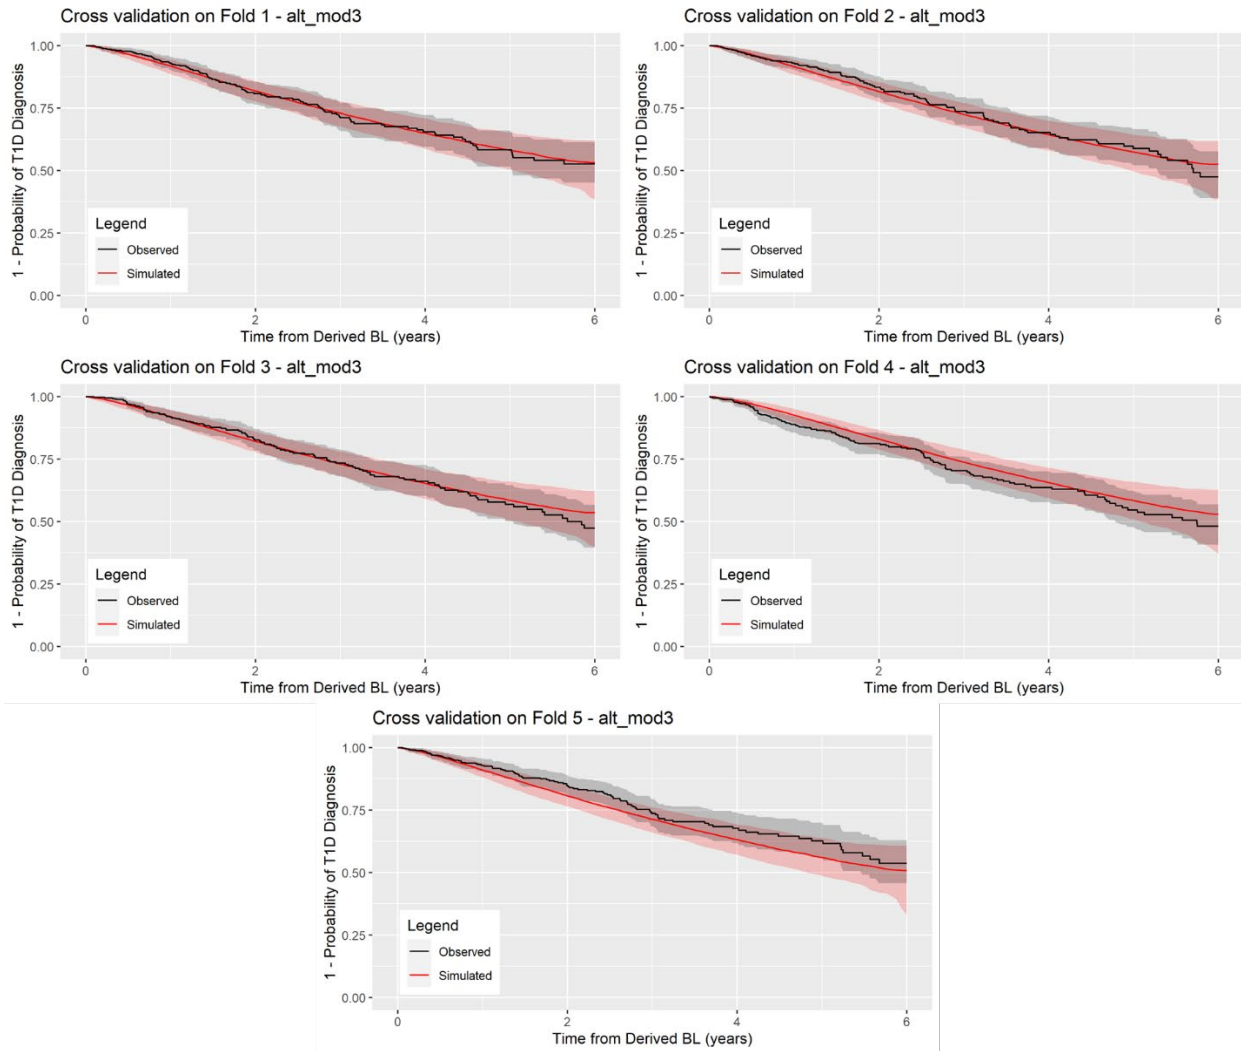 Cross validation on Fold 1 - alt_mod3
1 - Probability of T1D Diagnosis
1.00
0.75
0.50
0.25
0.00
Legend
Observed
Simulated
0 2 4 6
Time from Derived BL (years)
Cross validation on Fold 2 - alt_mod3
1 - Probability of T1D Diagnosis
1.00
0.75
0.50
0.25
0.00
Legend
Observed
Simulated
0 2 4 6
Time from Derived BL (years)
Cross validation on Fold 3 - alt_mod3
1 - Probability of T1D Diagnosis
1.00
0.75
0.50
0.25
0.00
Legend
Observed
Simulated
0 2 4 6
Time from Derived BL (years)
Cross validation on Fold 4 - alt_mod3
1 - Probability of T1D Diagnosis
1.00
0.75
0.50
0.25
0.00
Legend
Observed
Simulated
0 2 4 6
Time from Derived BL (years)
Cross validation on Fold 5 - alt_mod3
1 - Probability of T1D Diagnosis
1.00
0.75
0.50
0.25
0.00
Legend
Observed
Simulated
0 2 4 6
Time from Derived BL (years)